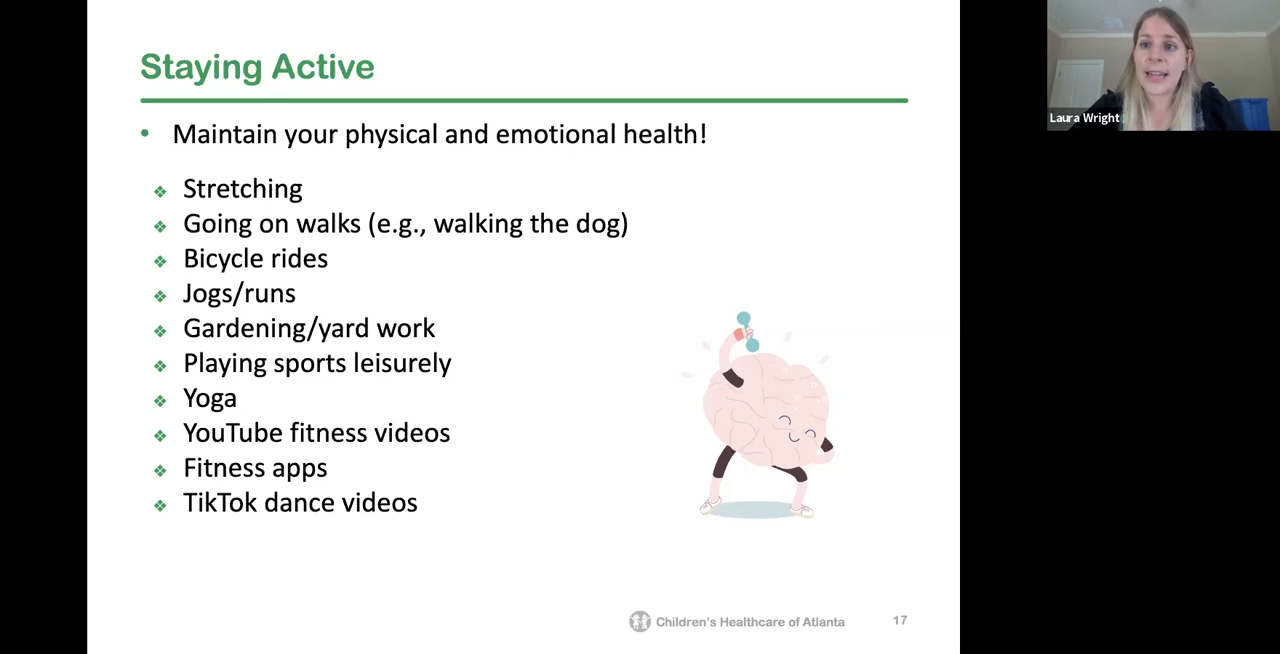 Staying Active
Laura Wright
• Maintain your physical and emotional health!
❖ Stretching
❖ Going on walks (e.g., walking the dog)
❖ Bicycle rides
❖ Jogs/runs
❖ Gardening/yard work
❖ Playing sports leisurely
❖ Yoga
❖ YouTube fitness videos
❖ Fitness apps
❖ TikTok dance videos
Children's Healthcare of Atlanta 17